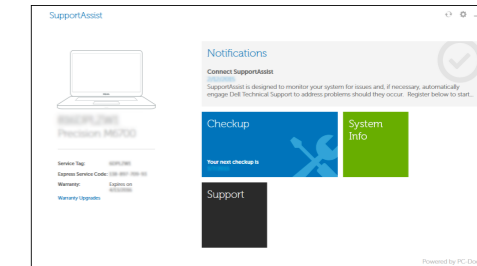 SupportAssist
Notifications
Connect SupportAssist
SupportAssist is designed to monitor your system for issues and, if necessary, automatically
engage Dell Technical Support to address problems should they occur. Register below to start...
Precision M6700
Checkup
Your next checkup is
System
Info
Support
Service Tag:
Express Service Code:
Warranty: Expires on
Warranty Upgrades
Powered by PC-Doc